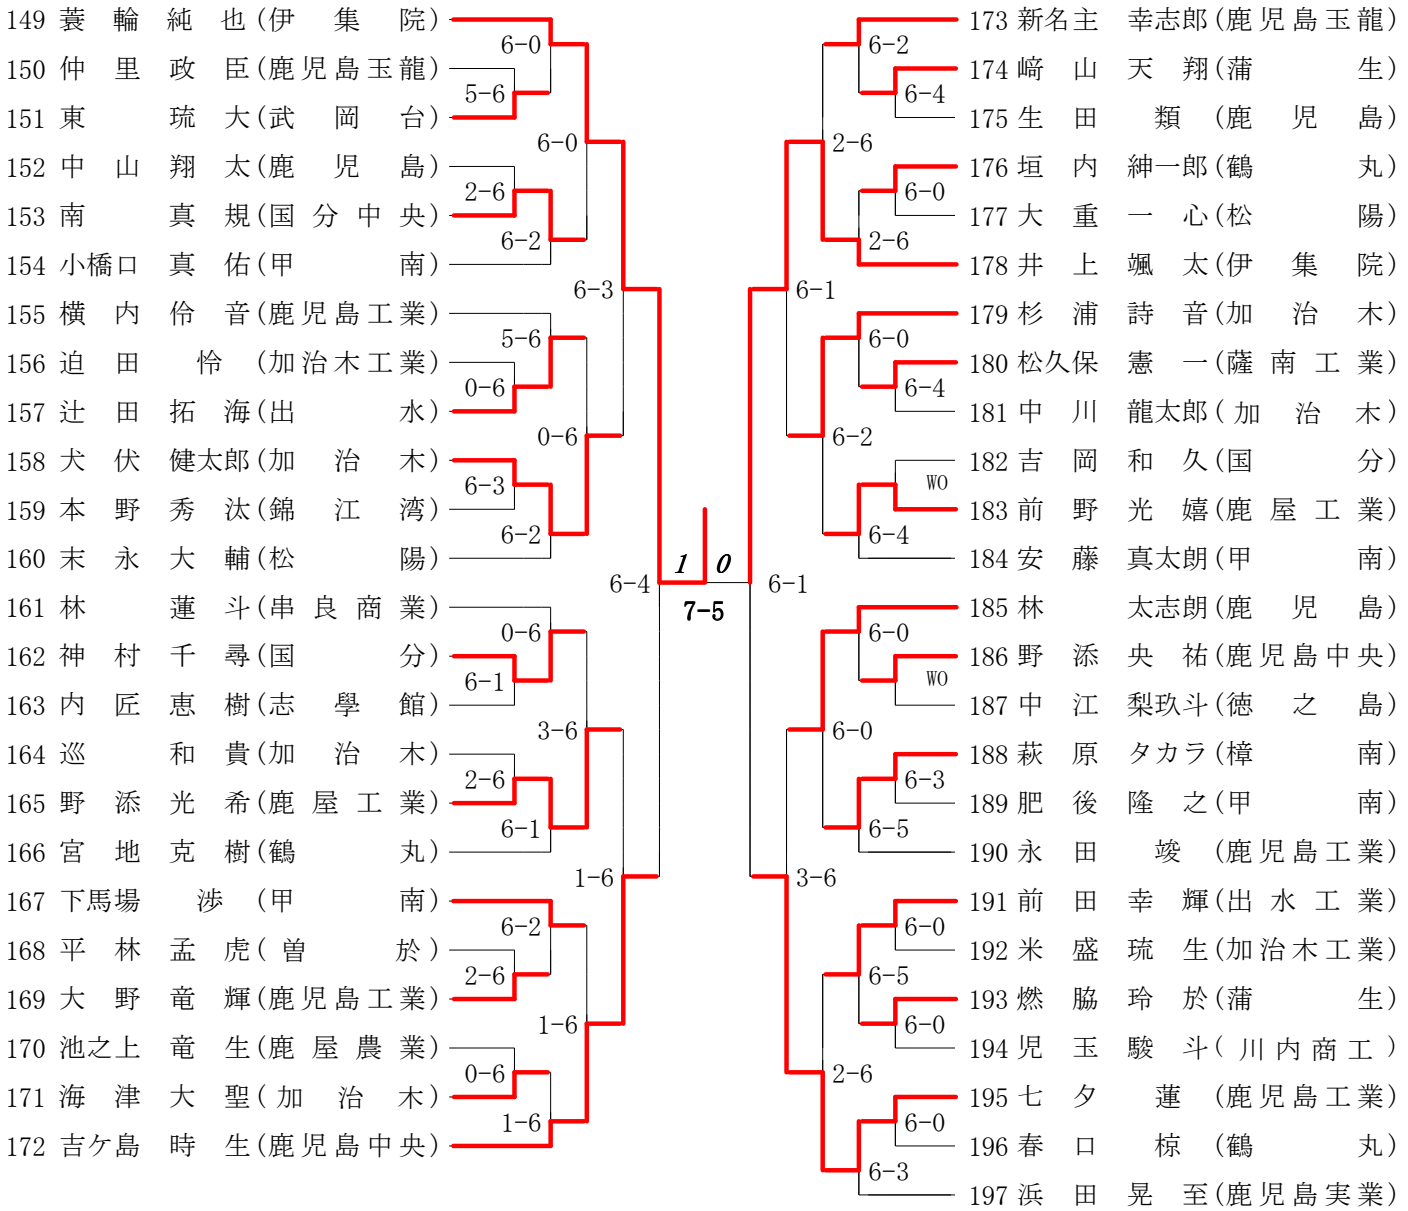 149 蓑輪純也(伊集院)
6-0
150 仲里政臣(鹿児島玉龍)
5-6
151 東琉大(武岡台)
6-0
152 中山翔太(鹿児島)
2-6
153 南真規(国分中央)
6-2
154 小橋口真佑(甲南)
6-3
155 横内伶音(鹿児島工業)
5-6
156 迫田怜(加治木工業)
0-6
157 辻田拓海(出水)
0-6
158 犬伏健太郎(加治木)
6-3
159 本野秀汰(錦江湾)
6-2
160 末永大輔(松陽)
6-4
161 林蓮斗(串良商業)
0-6
162 神村千尋(国分)
6-1
163 内匠恵樹(志學館)
3-6
164 巡和貴(加治木)
2-6
165 野添光希(鹿屋工業)
6-1
166 宮地克樹(鶴丸)
1-6
167 下馬場渉(甲南)
6-2
168 平林孟虎(曽於)
2-6
169 大野竜輝(鹿児島工業)
1-6
170 池之上竜生(鹿屋農業)
0-6
171 海津大聖(加治木)
1-6
172 吉ケ島時生(鹿児島中央)
1 0
7-5
173 新名主幸志郎(鹿児島玉龍)
6-2
174 﨑山天翔(蒲生)
6-4
175 生田類(鹿児島)
2-6
176 垣内紳一郎(鶴丸)
6-0
177 大重一心(松陽)
2-6
178 井上颯太(伊集院)
6-1
179 杉浦詩音(加治木)
6-0
180 松久保憲一(薩南工業)
6-4
181 中川龍太郎(加治木)
6-2
182 吉岡和久(国分)
WO
183 前野光嬉(鹿屋工業)
6-4
184 安藤真太朗(甲南)
6-1
185 林太志朗(鹿児島)
6-0
186 野添央祐(鹿児島中央)
WO
187 中江梨玖斗(徳之島)
6-0
188 萩原タカラ(樟南)
6-3
189 肥後隆之(甲南)
6-5
190 永田竣(鹿児島工業)
3-6
191 前田幸輝(出水工業)
6-0
192 米盛琉生(加治木工業)
6-5
193 燃脇玲於(蒲生)
6-0
194 児玉駿斗(川内商工)
2-6
195 七夕蓮(鹿児島工業)
6-0
196 春口椋(鶴丸)
6-3
197 浜田晃至(鹿児島実業)